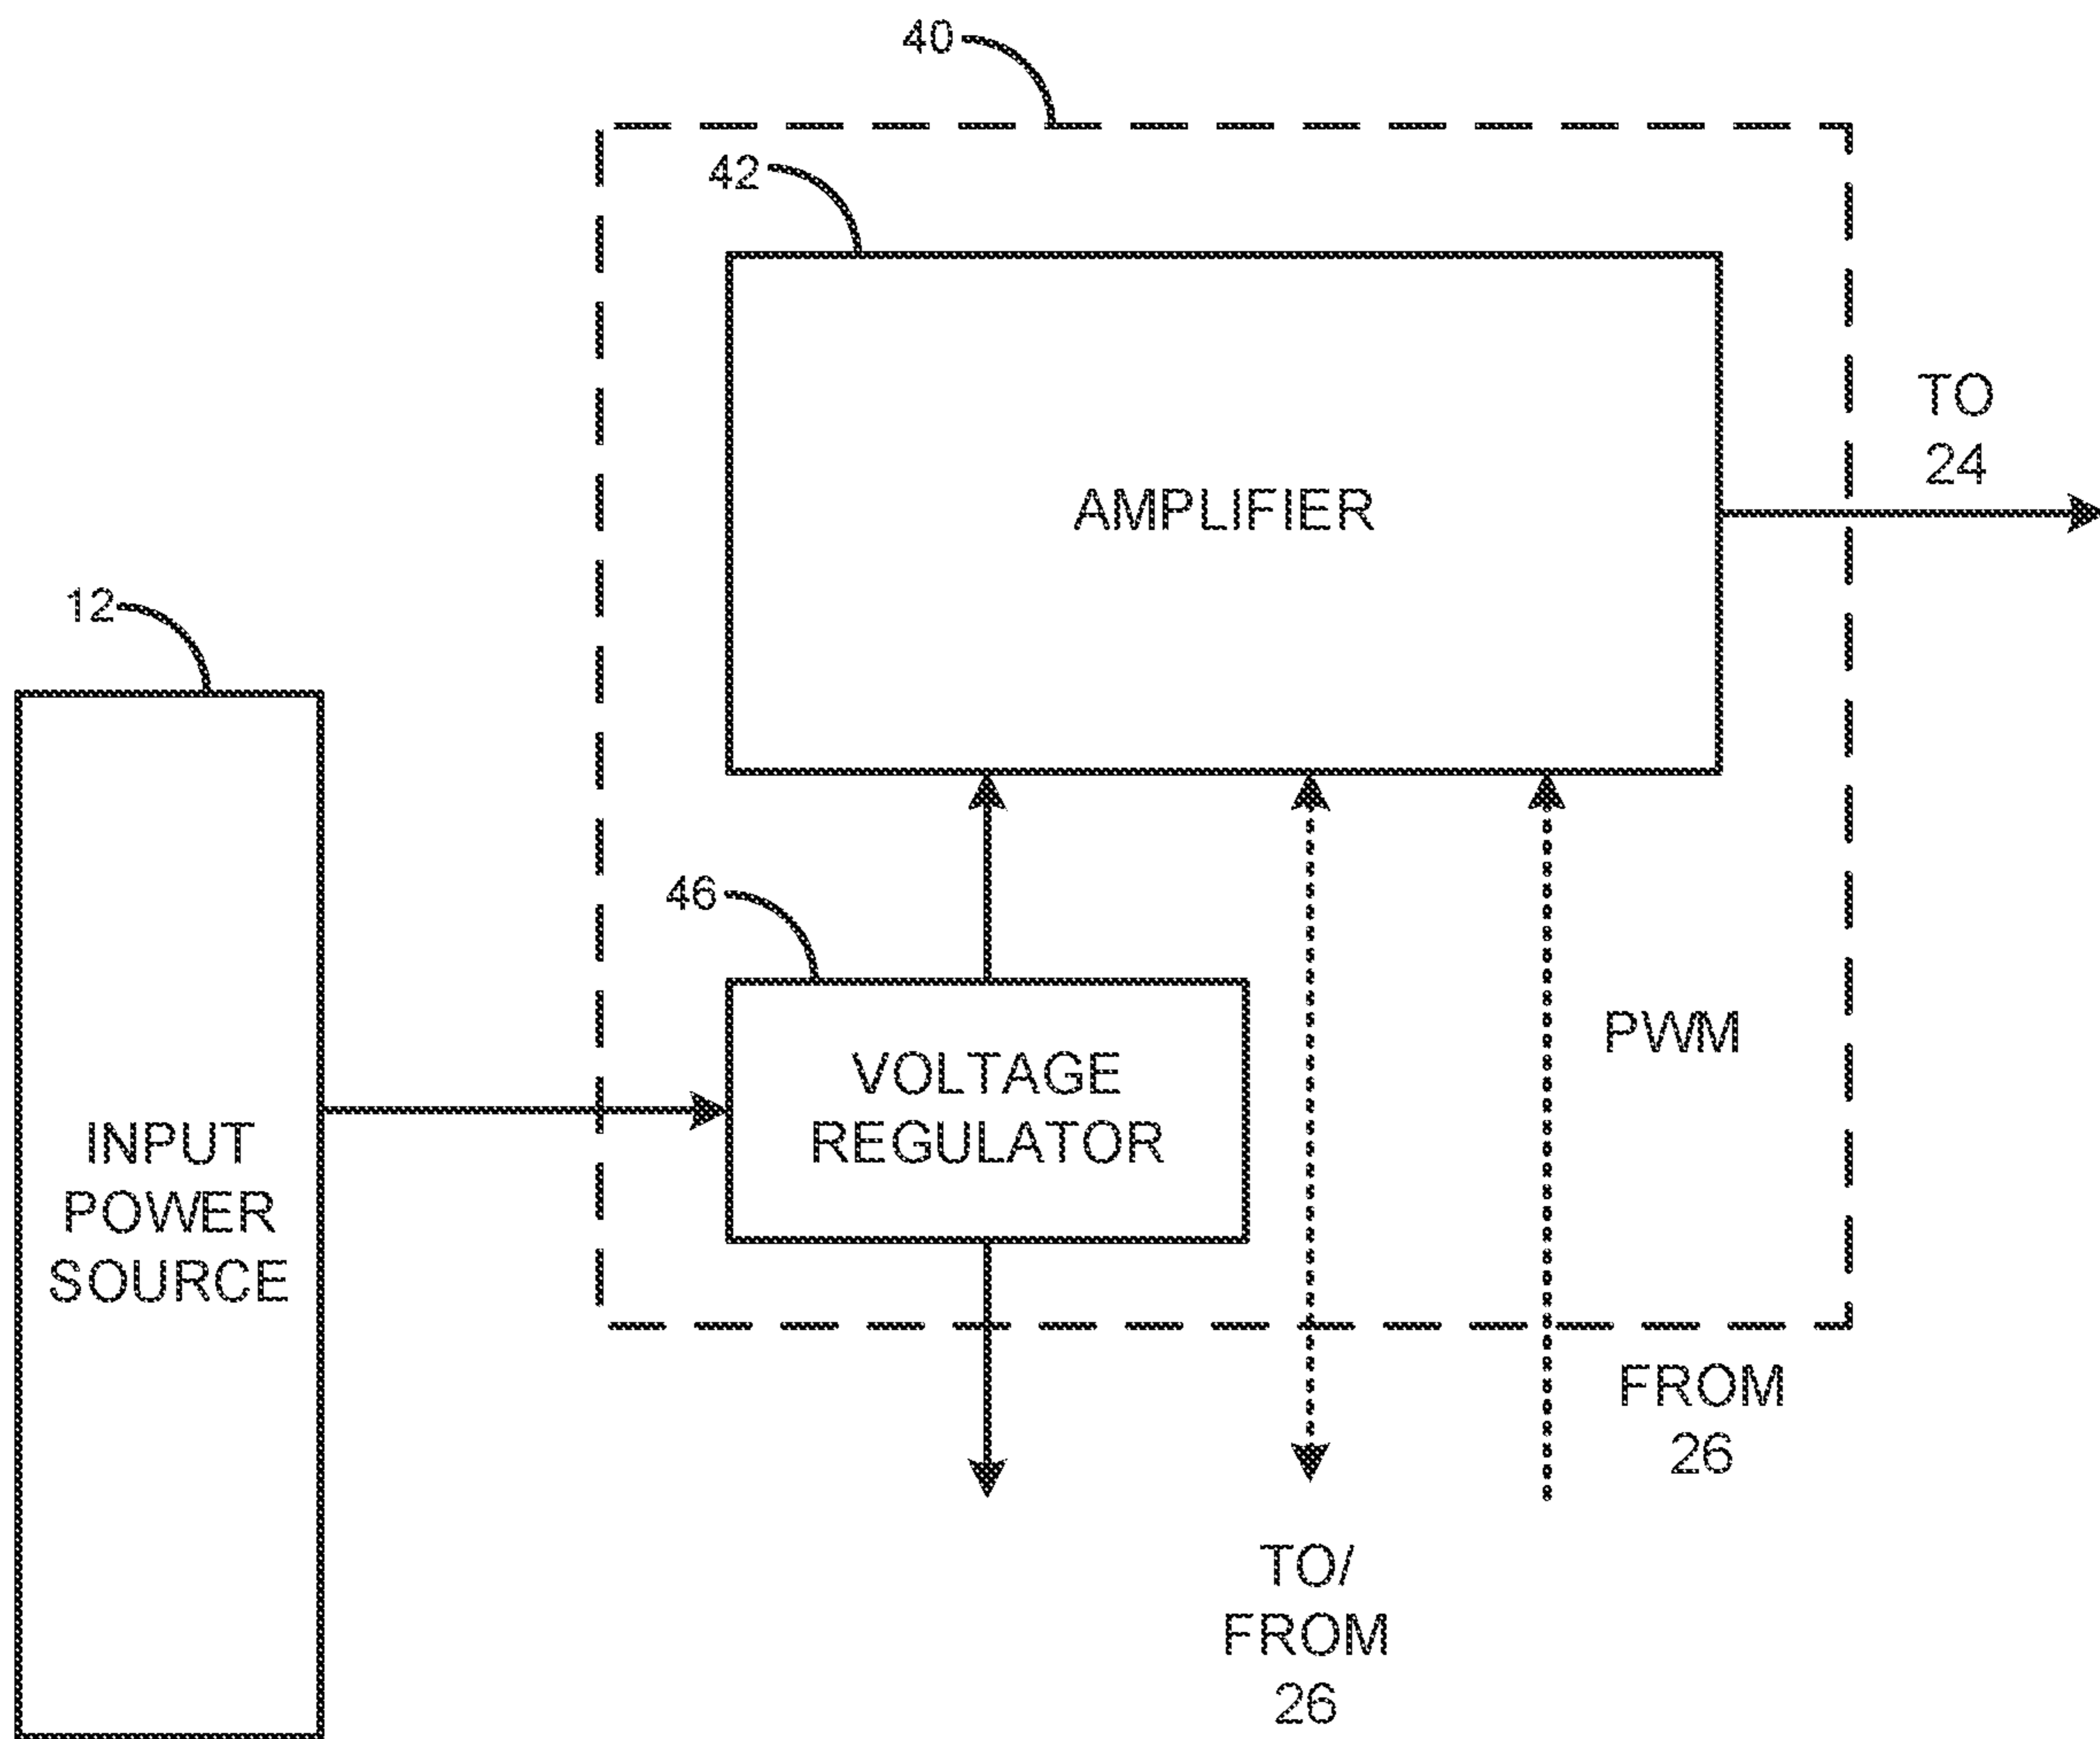 40
42
AMPLIFIER
TO
24
12
46
VOLTAGE
REGULATOR
PWM
INPUT
POWER
SOURCE
FROM
26
TO/
FROM
26